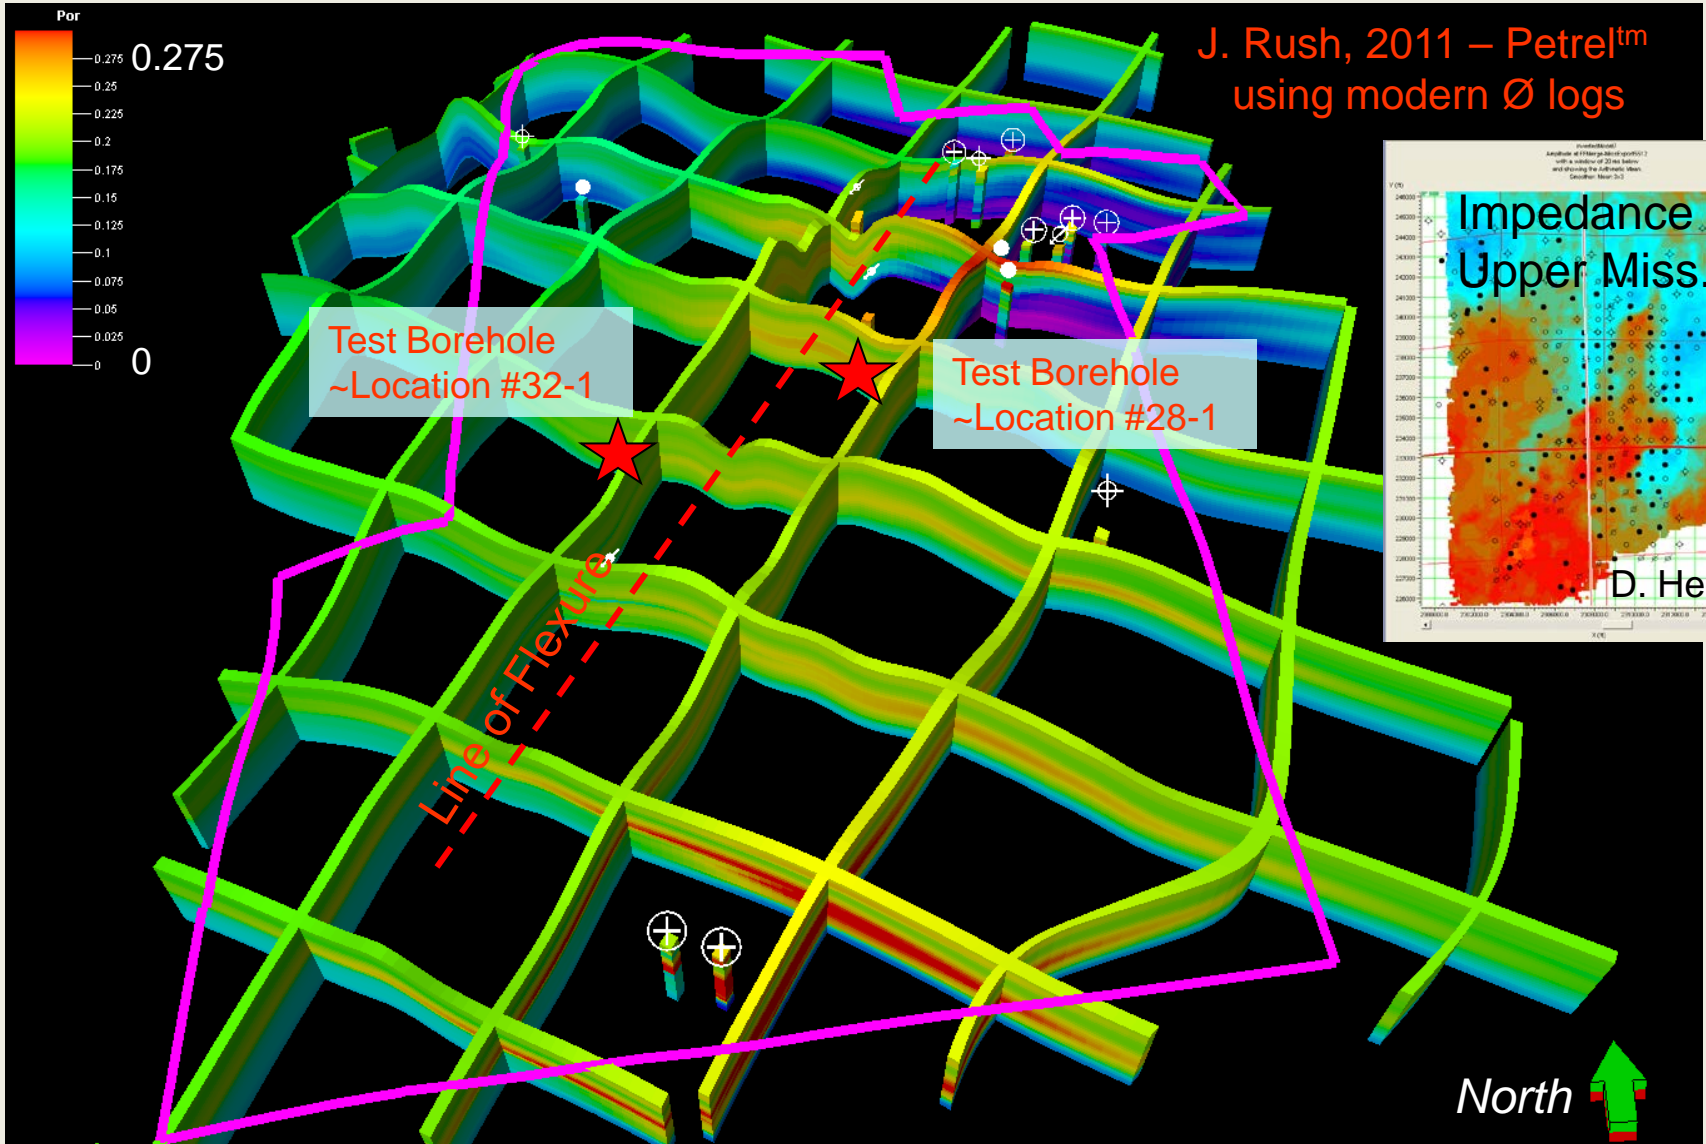 Por
0.275
0.25
0.225
0.2
0.175
0.15
0.125
0.1
0.075
0.05
0.025
0
0.275
0
J. Rush, 2011 – Petrel™
using modern Ø logs
Impedance
Upper Miss.
D. He
Test Borehole
~Location #32-1
Test Borehole
~Location #28-1
Line of Flexure
North